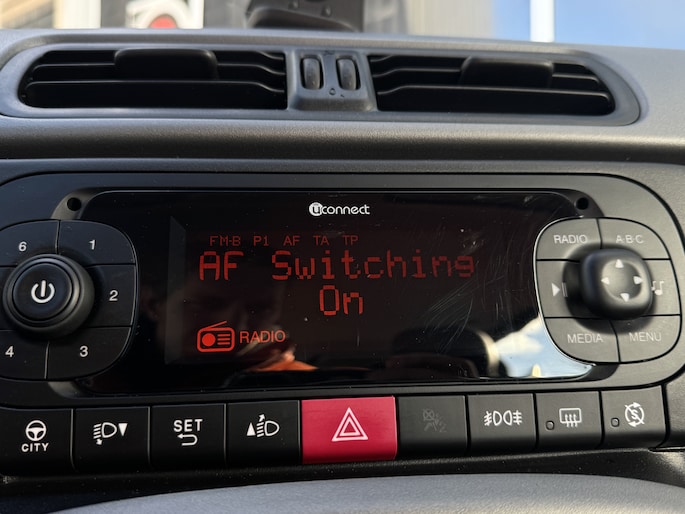 uconnect
FM-B P1 AF TA TP
AF Switching
On
RADIO
6 1
2
4 3
RADIO A·B·C
MEDIA MENU
CITY
SET